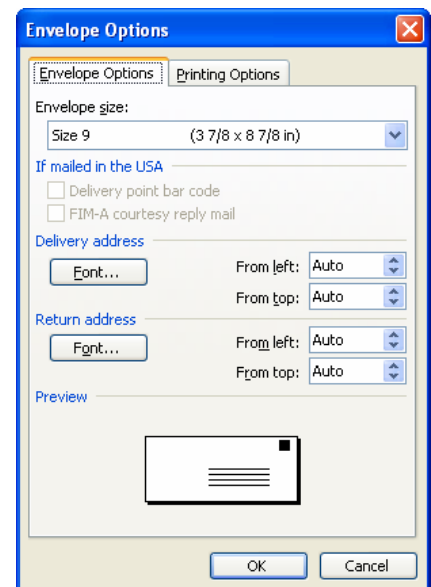 Envelope Options
Envelope Options Printing Options
Envelope size:
Size 9 (3 7/8 x 8 7/8 in)
If mailed in the USA
Delivery point bar code
FIM-A courtesy reply mail
Delivery address
Font... From left: Auto
From top: Auto
Return address
Font... From left: Auto
From top: Auto
Preview
OK Cancel